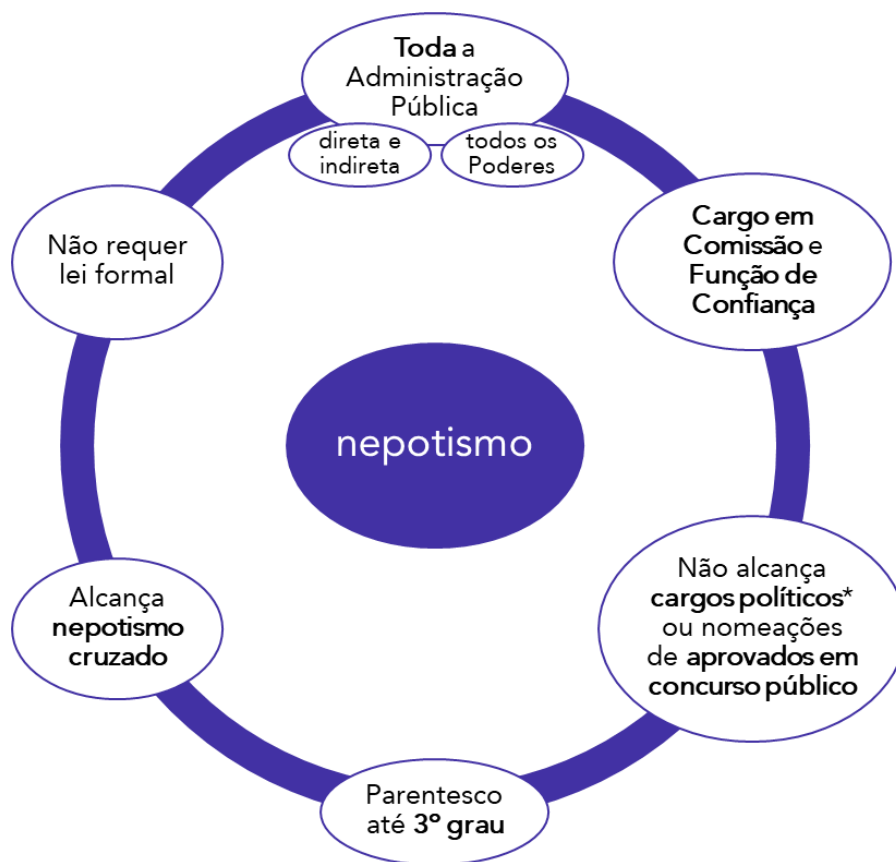 Toda a
Administração
Pública
direta e
indireta
todos os
Poderes
Cargo em
Comissão e
Função de
Confiança
Não alcança
cargos políticos*
ou nomeações
de aprovados em
concurso público
Parentesco
até 3º grau
Alcança
nepotismo
cruzado
Não requer
lei formal
nepotismo